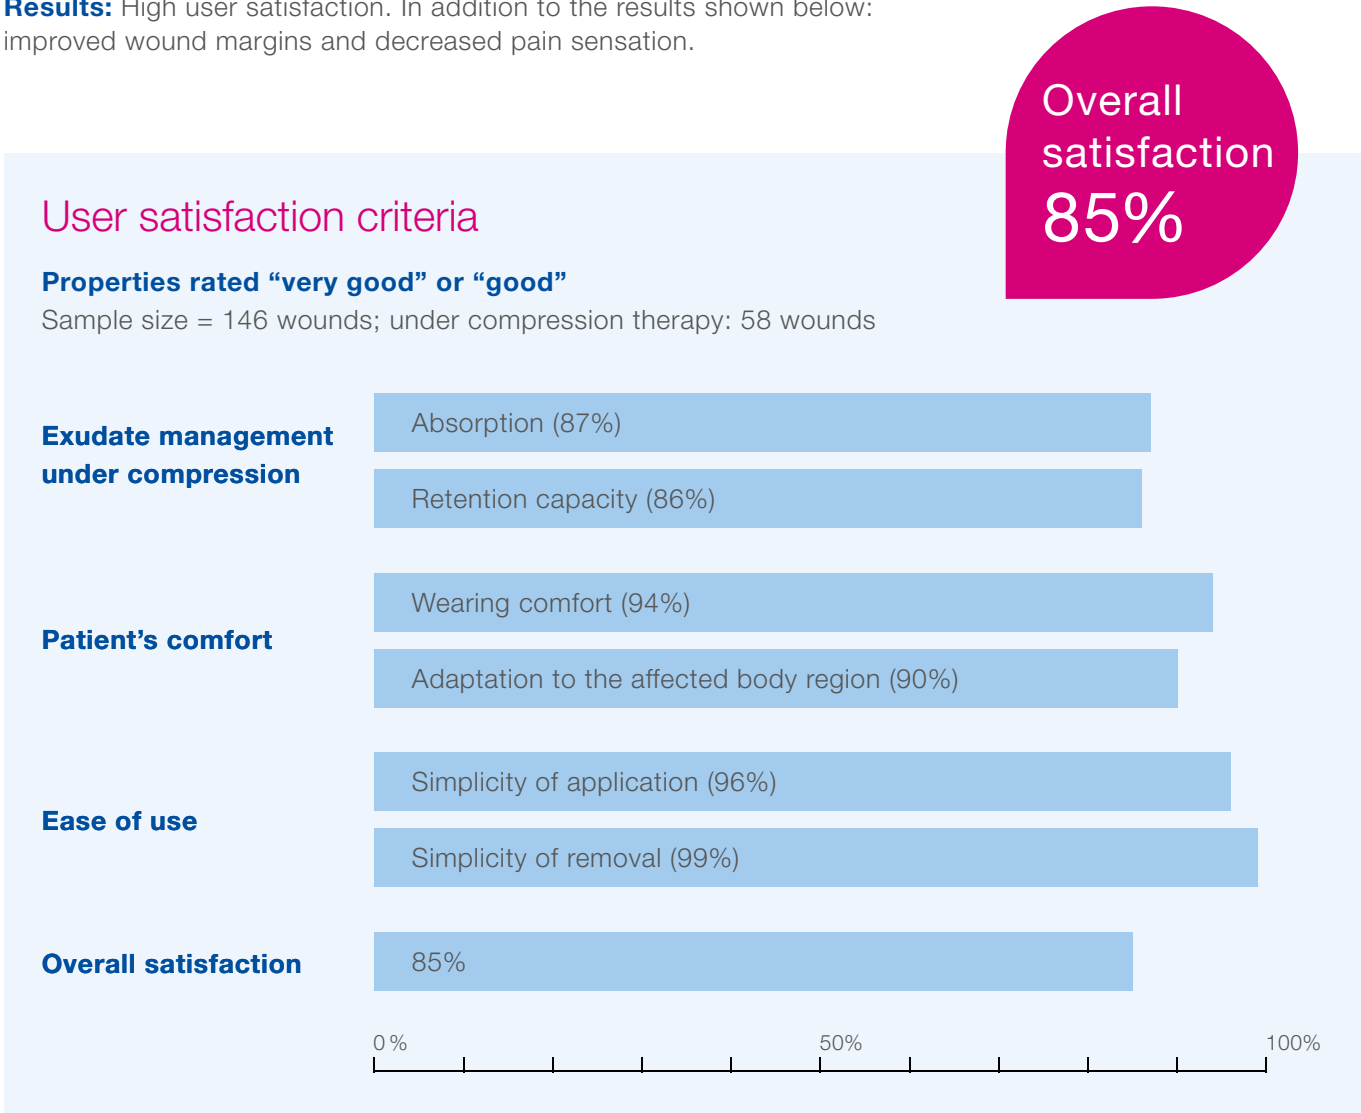 Results: High user satisfaction. In addition to the results shown below:
improved wound margins and decreased pain sensation.
Overall
satisfaction
85%
User satisfaction criteria
Properties rated “very good” or “good”
Sample size = 146 wounds; under compression therapy: 58 wounds
Exudate management
under compression
Absorption (87%)
Retention capacity (86%)
Patient’s comfort
Wearing comfort (94%)
Adaptation to the affected body region (90%)
Ease of use
Simplicity of application (96%)
Simplicity of removal (99%)
Overall satisfaction
85%
0 % 50% 100%